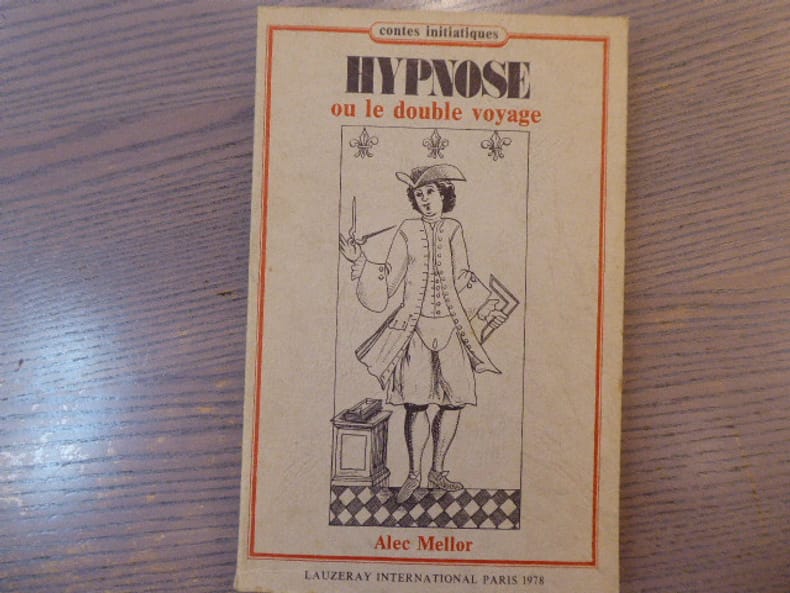 contes initiatiques
HYPNOSE
ou le double voyage
Alec Mellor
LAUZERAY INTERNATIONAL PARIS 1978